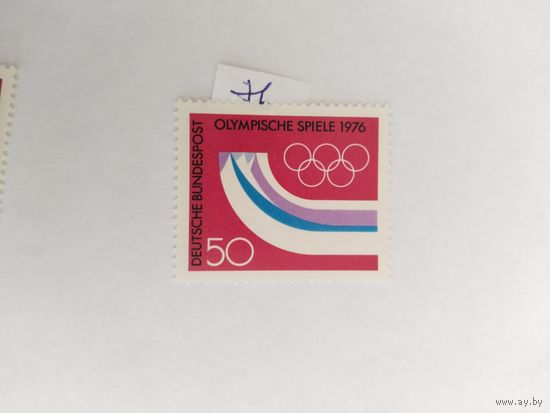 OLYMPISCHE SPIELE 1976
DEUTSCHE BUNDESPOST
50
www.ay.by